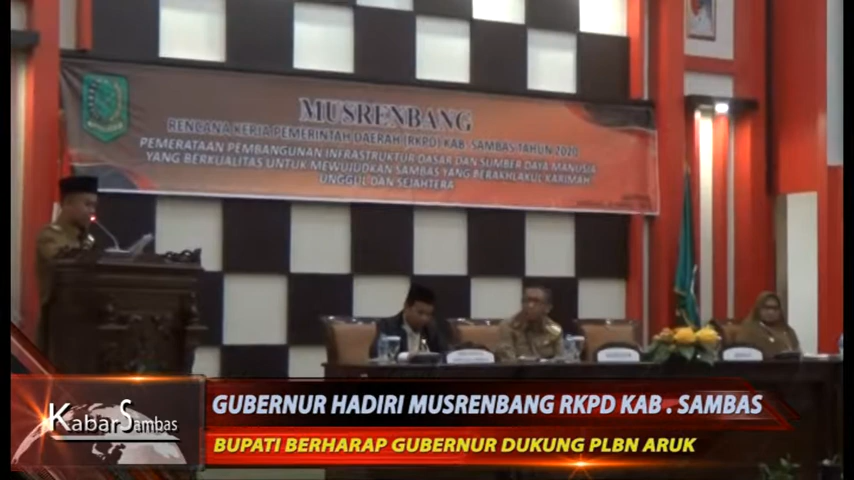 MUSRENBANG
RENCANA KERJA PEMERINTAH DAERAH (RKPD) KAB. SAMBAS TAHUN 2020
PEMERATAAN PEMBANGUNAN INFRASTRUKTUR DASAR DAN SUMBER DAYA MANUSIA
YANG BERKUALITAS UNTUK MEWUJUDKAN SAMBAS YANG BERAKHLAKUL KARIMAH
UNGGUL DAN SEJAHTERA
Kabar Sambas
GUBERNUR HADIRI MUSRENBANG RKPD KAB . SAMBAS
BUPATI BERHARAP GUBERNUR DUKUNG PLBN ARUK